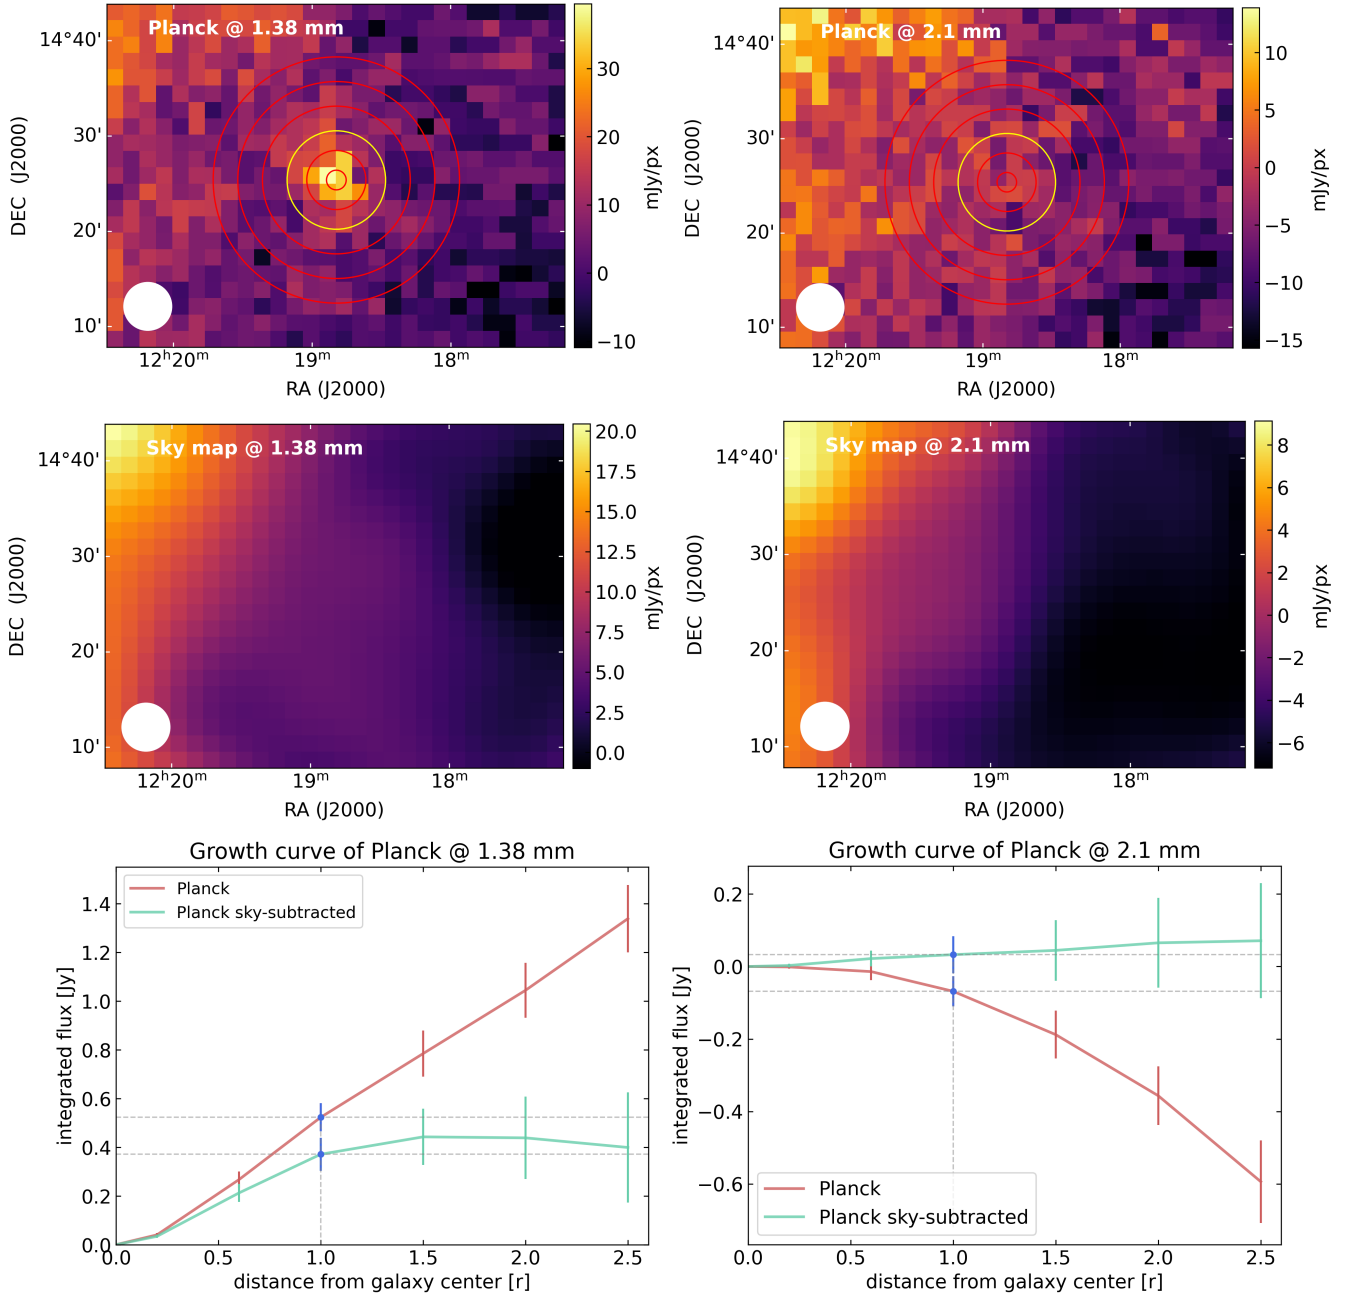 Planck @ 1.38 mm
14°40'
30'
20'
10'
12ʰ20ᵐ
19ᵐ
18ᵐ
RA (J2000)
DEC (J2000)
30
20
10
0
−10
mJy/px
Planck @ 2.1 mm
14°40'
30'
20'
10'
12ʰ20ᵐ
19ᵐ
18ᵐ
RA (J2000)
DEC (J2000)
10
5
0
−5
−10
−15
mJy/px
Sky map @ 1.38 mm
14°40'
30'
20'
10'
12ʰ20ᵐ
19ᵐ
18ᵐ
RA (J2000)
DEC (J2000)
20.0
17.5
15.0
12.5
10.0
7.5
5.0
2.5
0.0
mJy/px
Sky map @ 2.1 mm
14°40'
30'
20'
10'
12ʰ20ᵐ
19ᵐ
18ᵐ
RA (J2000)
DEC (J2000)
8
6
4
2
0
−2
−4
−6
mJy/px
Growth curve of Planck @ 1.38 mm
Planck
Planck sky-subtracted
1.4
1.2
1.0
0.8
0.6
0.4
0.2
0.0
integrated flux [Jy]
0.0
0.5
1.0
1.5
2.0
2.5
distance from galaxy center [r]
Growth curve of Planck @ 2.1 mm
0.2
0.0
−0.2
−0.4
−0.6
integrated flux [Jy]
Planck
Planck sky-subtracted
0.0
0.5
1.0
1.5
2.0
2.5
distance from galaxy center [r]